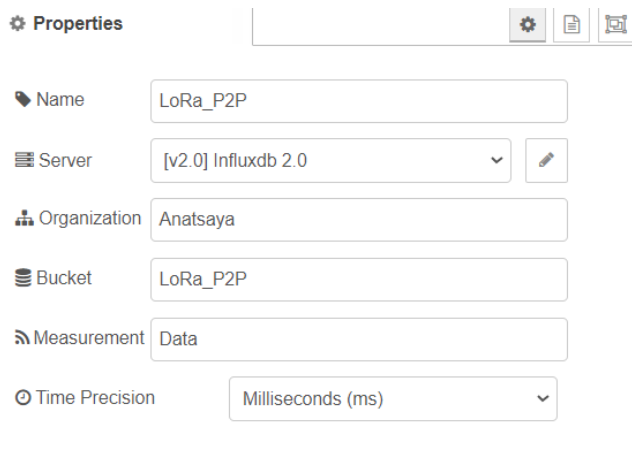 Properties
Name LoRa_P2P
Server [v2.0] Influxdb 2.0
Organization Anatsaya
Bucket LoRa_P2P
Measurement Data
Time Precision Milliseconds (ms)